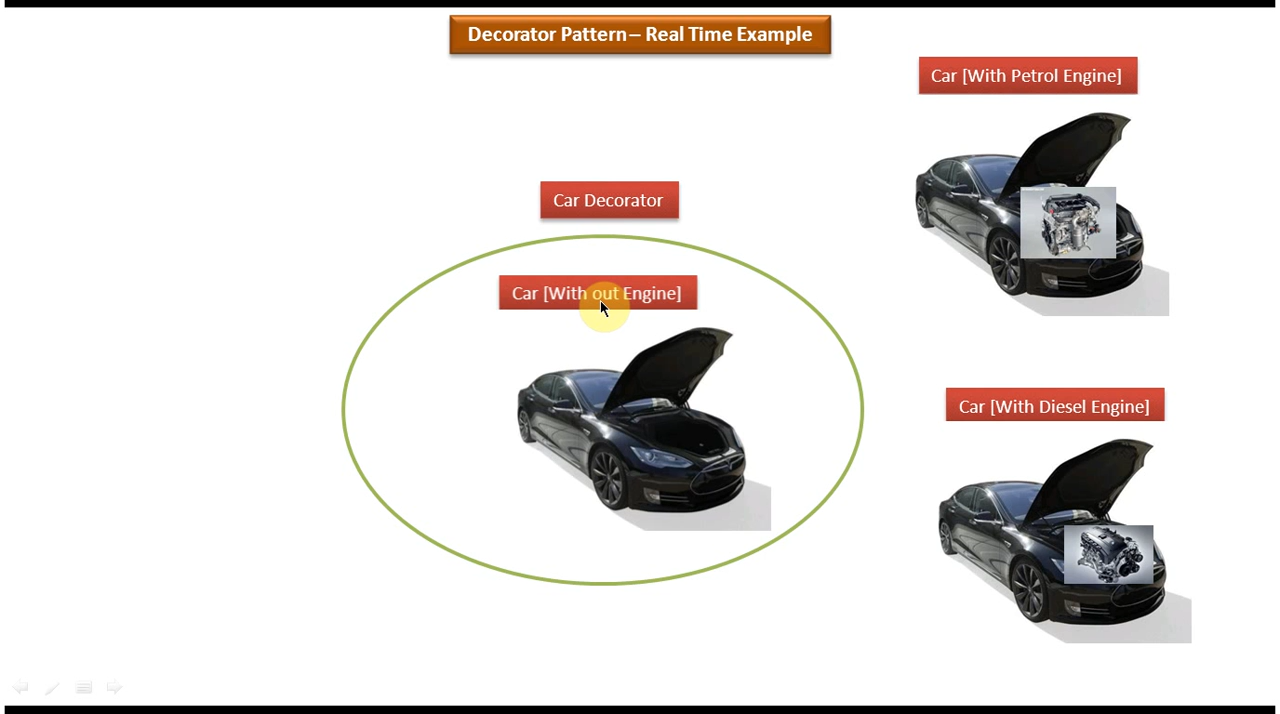 Decorator Pattern – Real Time Example
Car [With Petrol Engine]
Car Decorator
Car [With out Engine]
Car [With Diesel Engine]